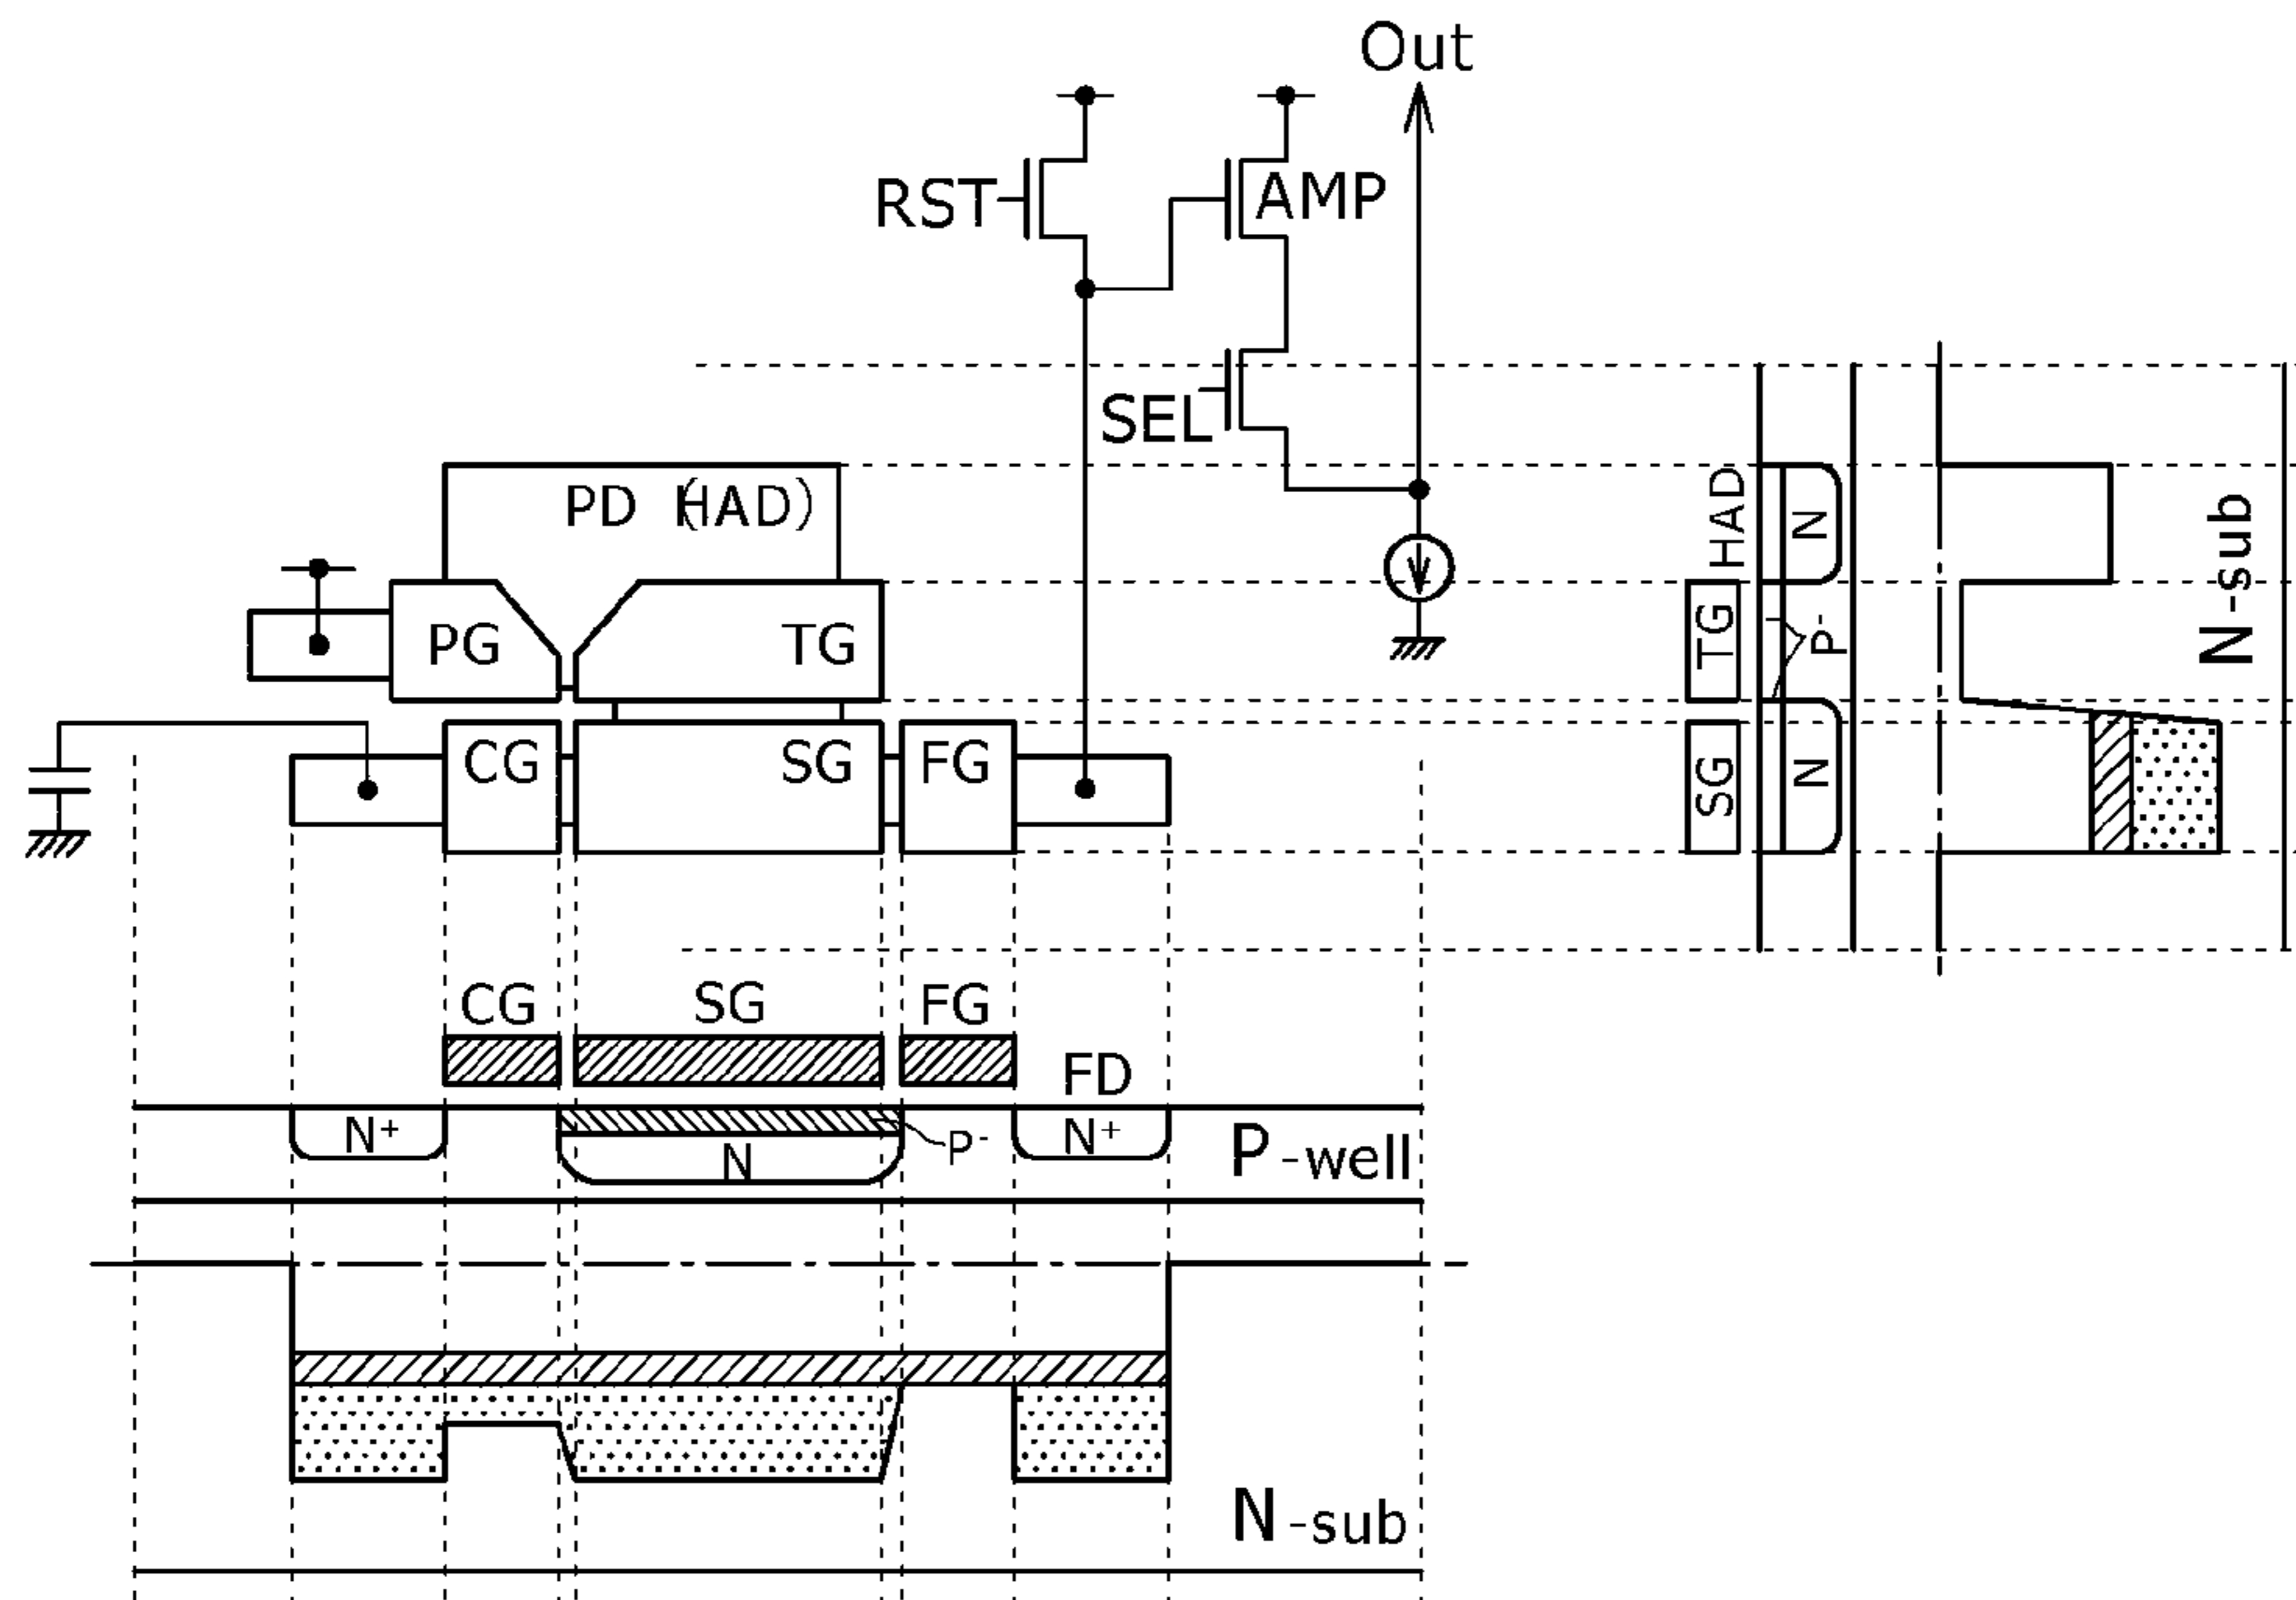 Out
RST
AMP
SEL
PD (HAD)
PG
TG
CG
SG
FG
HAD
N
TG
P-
SG
N
N-sub
CG
SG
FG
FD
N+
N
P-
N+
P-well
N-sub